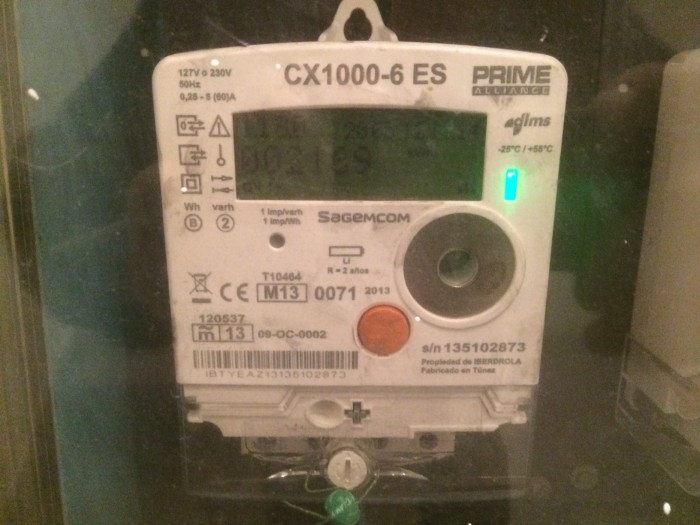 127V o 230V
50Hz
0,25 - 5 (60)A
CX1000-6 ES
PRIME
ALLIANCE
dlms
-25°C / +55°C
Wh varh
B 2
1 imp/varh
1 imp/Wh
SAGEMCOM
R = 2 años
T10464
CE M13 0071 2013
120537
m 13 09-OC-0002
IBTYEAZ13135102873
s/n 135102873
Propiedad de IBERDROLA
Fabricado en Túnez